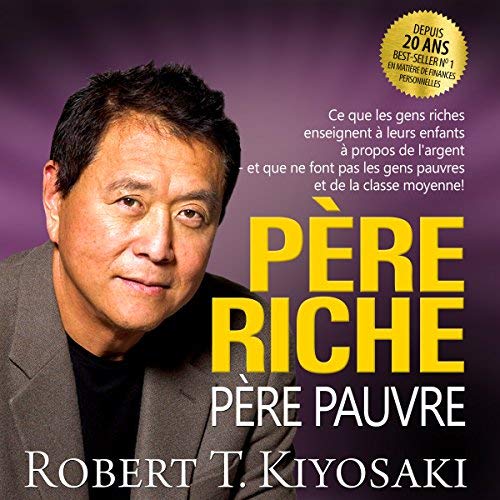 DEPUIS
20 ANS
BEST-SELLER Nº 1
EN MATIÈRE DE FINANCES
PERSONNELLES
Ce que les gens riches
enseignent à leurs enfants
à propos de l'argent
- et que ne font pas les gens pauvres
et de la classe moyenne!
PÈRE
RICHE
PÈRE PAUVRE
ROBERT T. KIYOSAKI